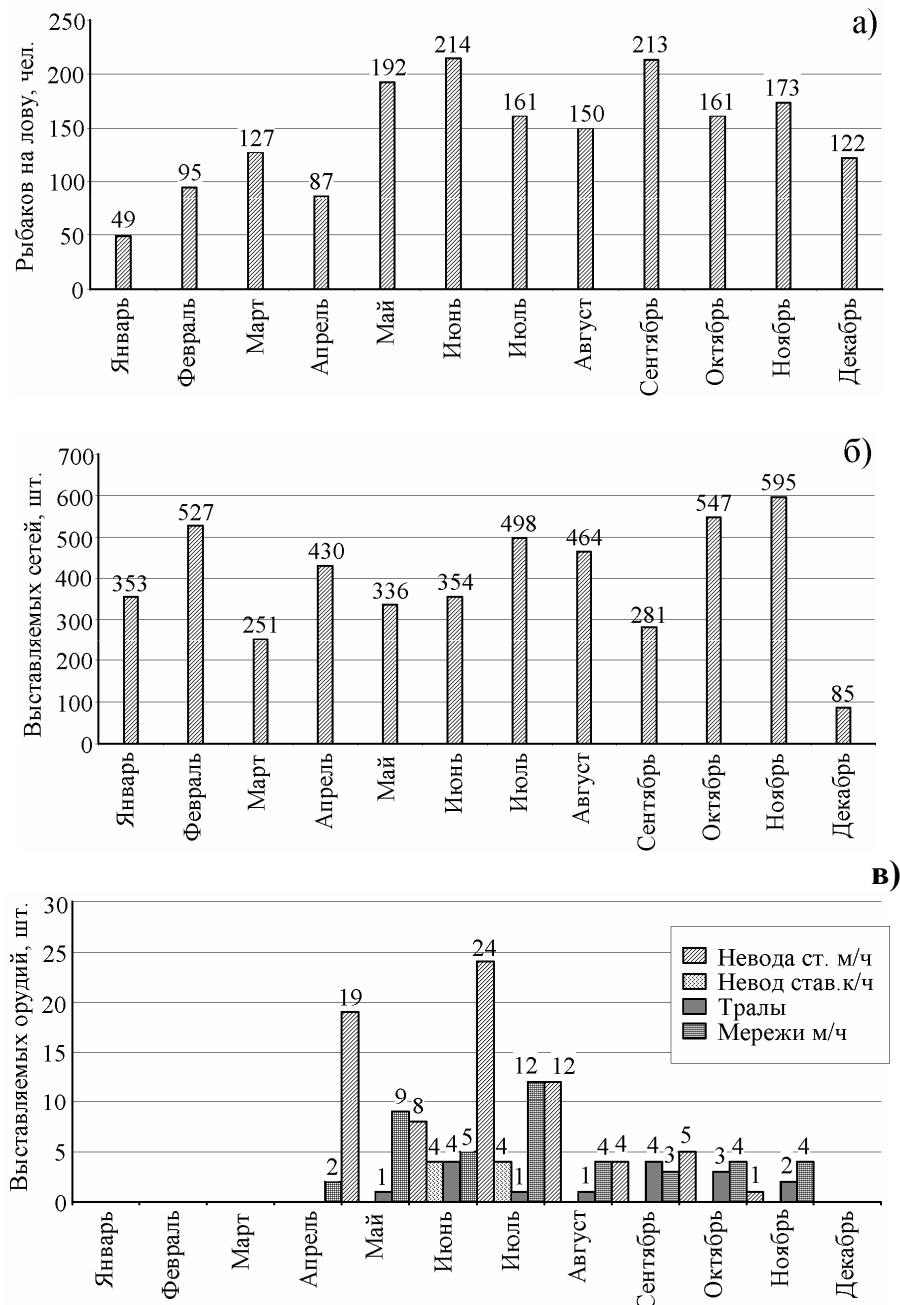 а)
Рыбаков на лову, чел.
250
200
150
100
50
0
49
95
127
87
192
214
161
150
213
161
173
122
Январь
Февраль
Март
Апрель
Май
Июнь
Июль
Август
Сентябрь
Октябрь
Ноябрь
Декабрь
б)
Выставляемых сетей, шт.
700
600
500
400
300
200
100
0
353
527
251
430
336
354
498
464
281
547
595
85
Январь
Февраль
Март
Апрель
Май
Июнь
Июль
Август
Сентябрь
Октябрь
Ноябрь
Декабрь
в)
Выставляемых орудий, шт.
30
25
20
15
10
5
0
2
19
1
9
8
4
4
5
24
4
1
12
12
1
4
4
4
3
5
3
4
1
2
4
Невода ст. м/ч
Невод став.к/ч
Тралы
Мережи м/ч
Январь
Февраль
Март
Апрель
Май
Июнь
Июль
Август
Сентябрь
Октябрь
Ноябрь
Декабрь